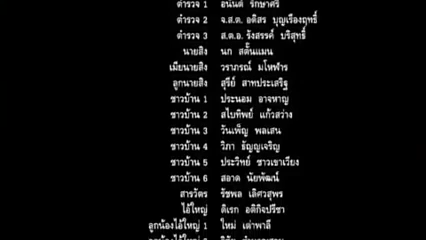 ตำรวจ 1 อนันต์ รักษาศรี
ตำรวจ 2 จ.ส.ต. อดิสร บุญเรืองฤทธิ์
ตำรวจ 3 ส.ต.อ. รังสรรค์ บริสุทธิ์
นายสิง นก สตั๊นแมน
เมียนายสิง วราภรณ์ มโหฬาร
ลูกนายสิง สุรีย์ สาทประเสริฐ
ชาวบ้าน 1 ประนอม อาจหาญ
ชาวบ้าน 2 สไบทิพย์ แก้วสว่าง
ชาวบ้าน 3 วันเพ็ญ พลเสน
ชาวบ้าน 4 วิภา ธัญญเจริญ
ชาวบ้าน 5 ประวิทย์ ชาวเขาเวียง
ชาวบ้าน 6 สอาด นัยพัฒน์
สารวัตร รัชพล เลิศวสุพร
ไอ้ใหญ่ ดิเรก อดิกิจปรีชา
ลูกน้องไอ้ใหญ่ 1 ใหม่ เต่าพาลี
ลูกน้องไอ้ใหญ่